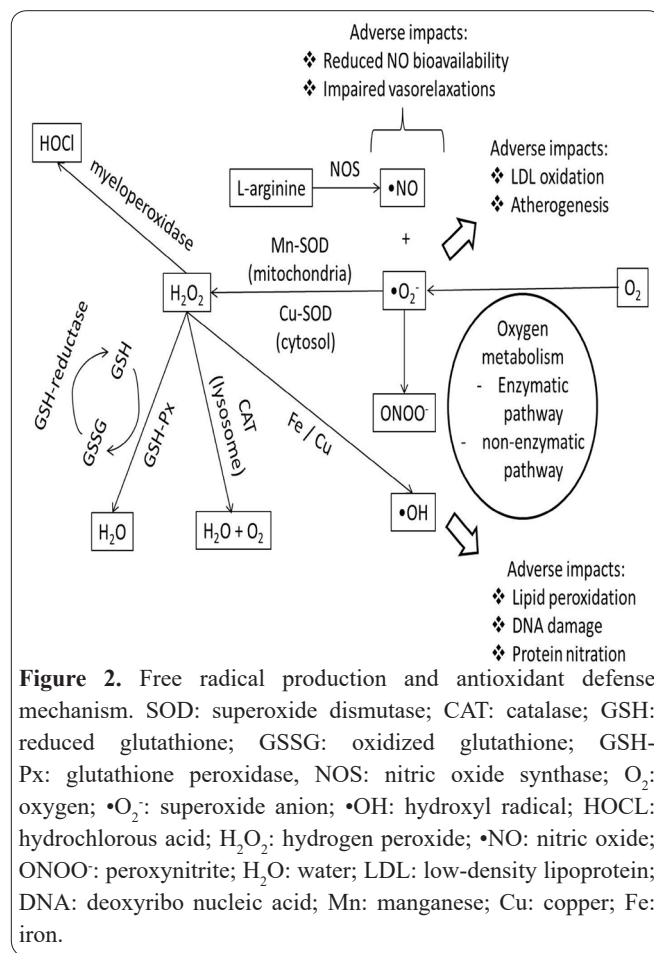 Adverse impacts:
❖ Reduced NO bioavailability
❖ Impaired vasorelaxations
HOCl
myeloperoxidase
L-arginine
NOS
•NO
Adverse impacts:
❖ LDL oxidation
❖ Atherogenesis
+
Mn-SOD
(mitochondria)
H₂O₂
•O₂⁻
O₂
Cu-SOD
(cytosol)
Oxygen
metabolism
- Enzymatic
pathway
- non-enzymatic
pathway
ONOO⁻
GSH-reductase
GSH
GSSG
GSH-Px
CAT
(lysosome)
Fe / Cu
•OH
H₂O
H₂O + O₂
Adverse impacts:
❖ Lipid peroxidation
❖ DNA damage
❖ Protein nitration
Figure 2. Free radical production and antioxidant defense
mechanism. SOD: superoxide dismutase; CAT: catalase; GSH:
reduced glutathione; GSSG: oxidized glutathione; GSH-
Px: glutathione peroxidase, NOS: nitric oxide synthase; O₂:
oxygen; •O₂⁻: superoxide anion; •OH: hydroxyl radical; HOCL:
hydrochlorous acid; H₂O₂: hydrogen peroxide; •NO: nitric oxide;
ONOO⁻: peroxynitrite; H₂O: water; LDL: low-density lipoprotein;
DNA: deoxyribo nucleic acid; Mn: manganese; Cu: copper; Fe:
iron.